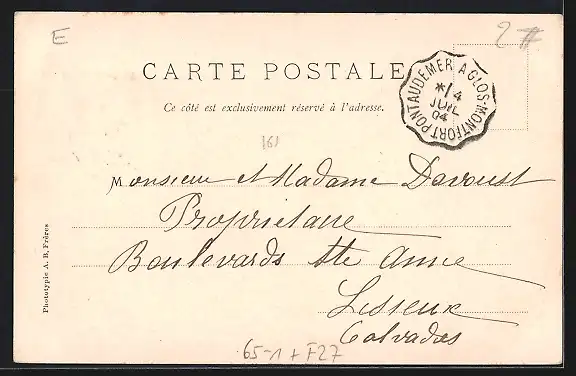 E
2 #
CARTE POSTALE
Ce côté est exclusivement réservé à l'adresse.
PONTAUDEMER A GLOS-MONTFORT
*/4
JUIL
04
161
Monsieur et Madame Davoust
Propriétaire
Boulevards Ste Anne
Lisieux
Calvados
Phototypie A. B. Frères
65-1 + F27